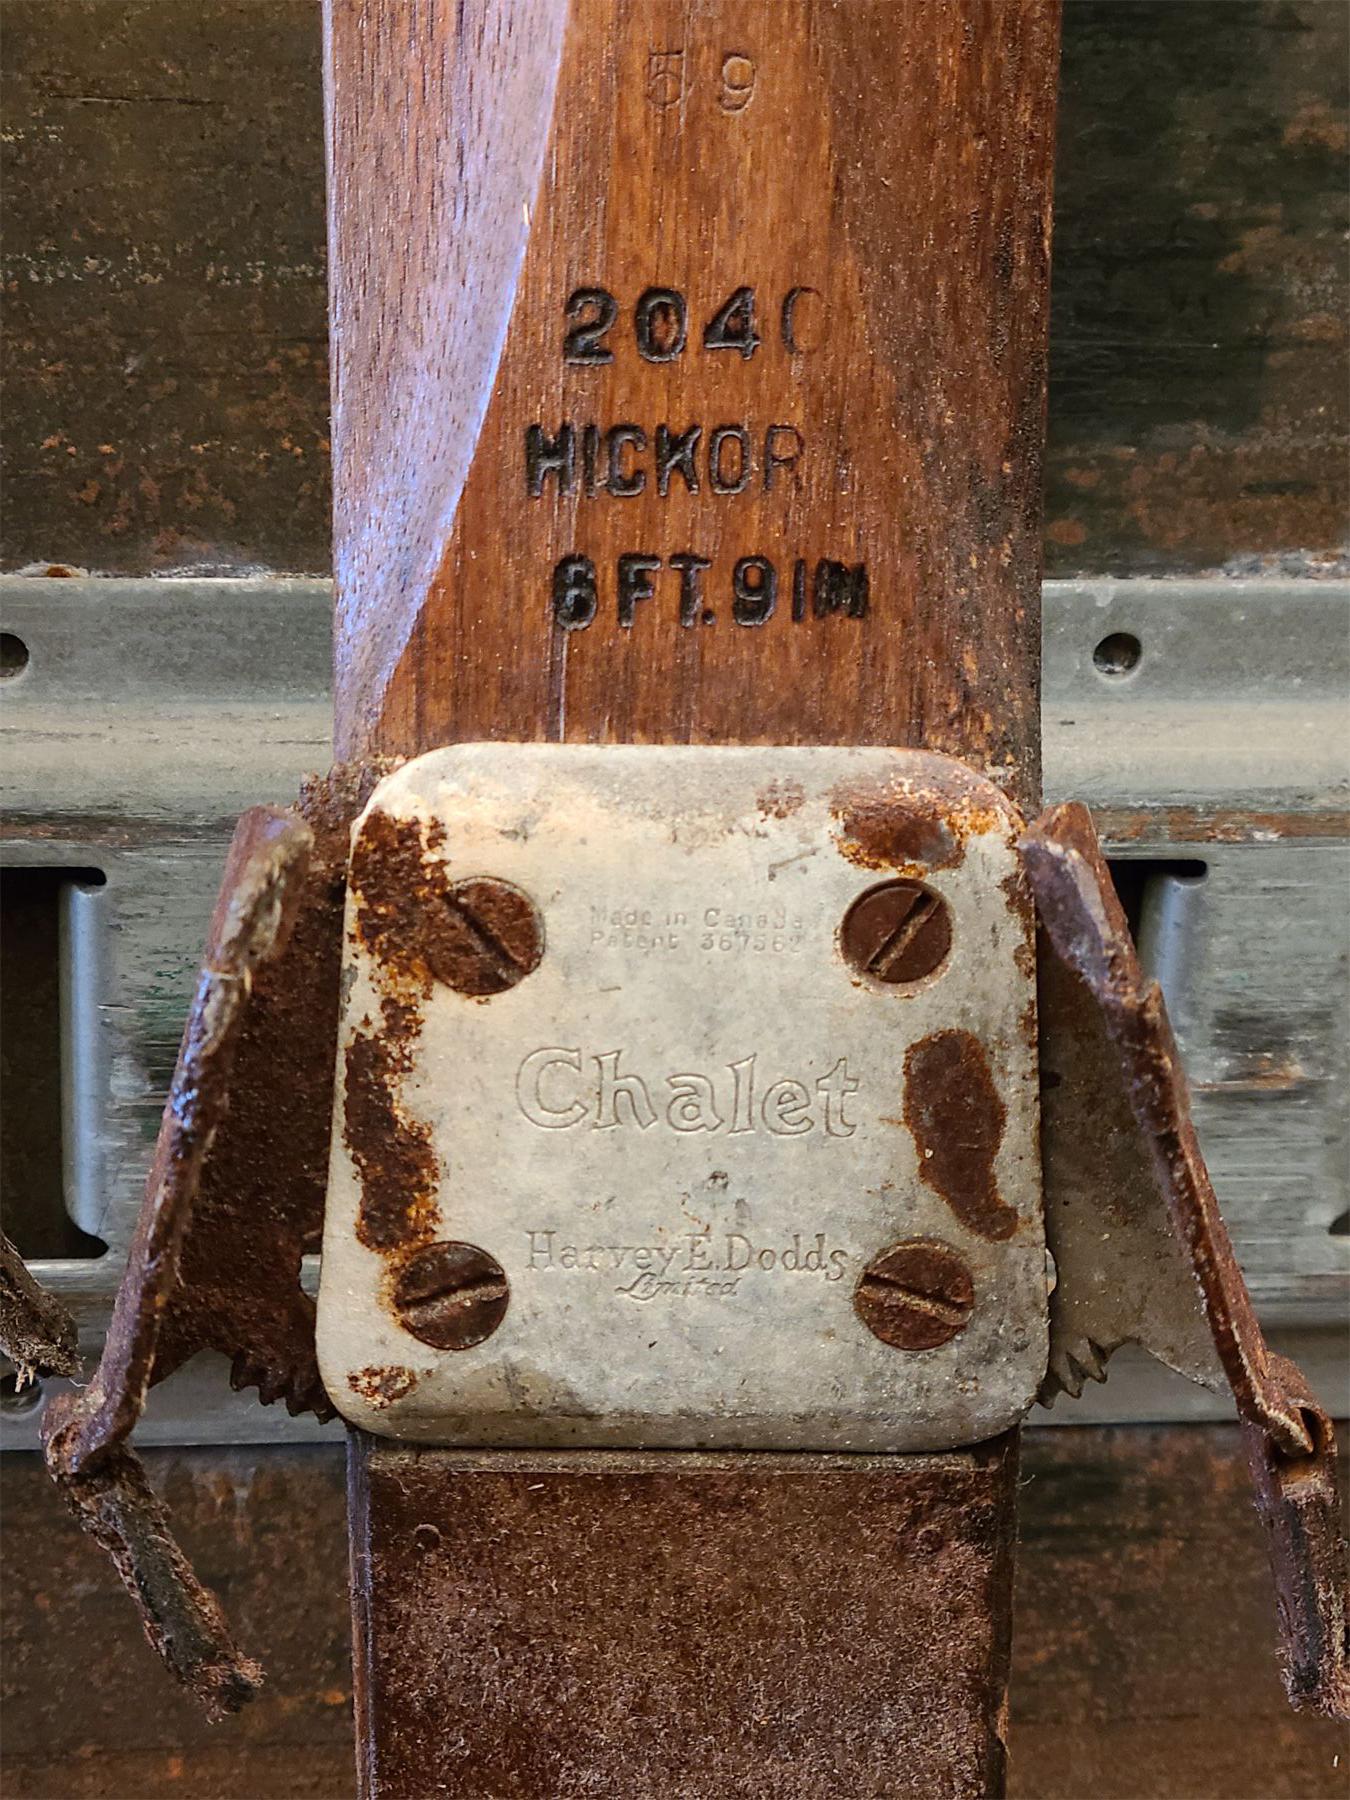 59
2040
HICKOR
6FT.9IN
Made in Canada
Patent 367562
Chalet
Harvey E. Dodds
Limited